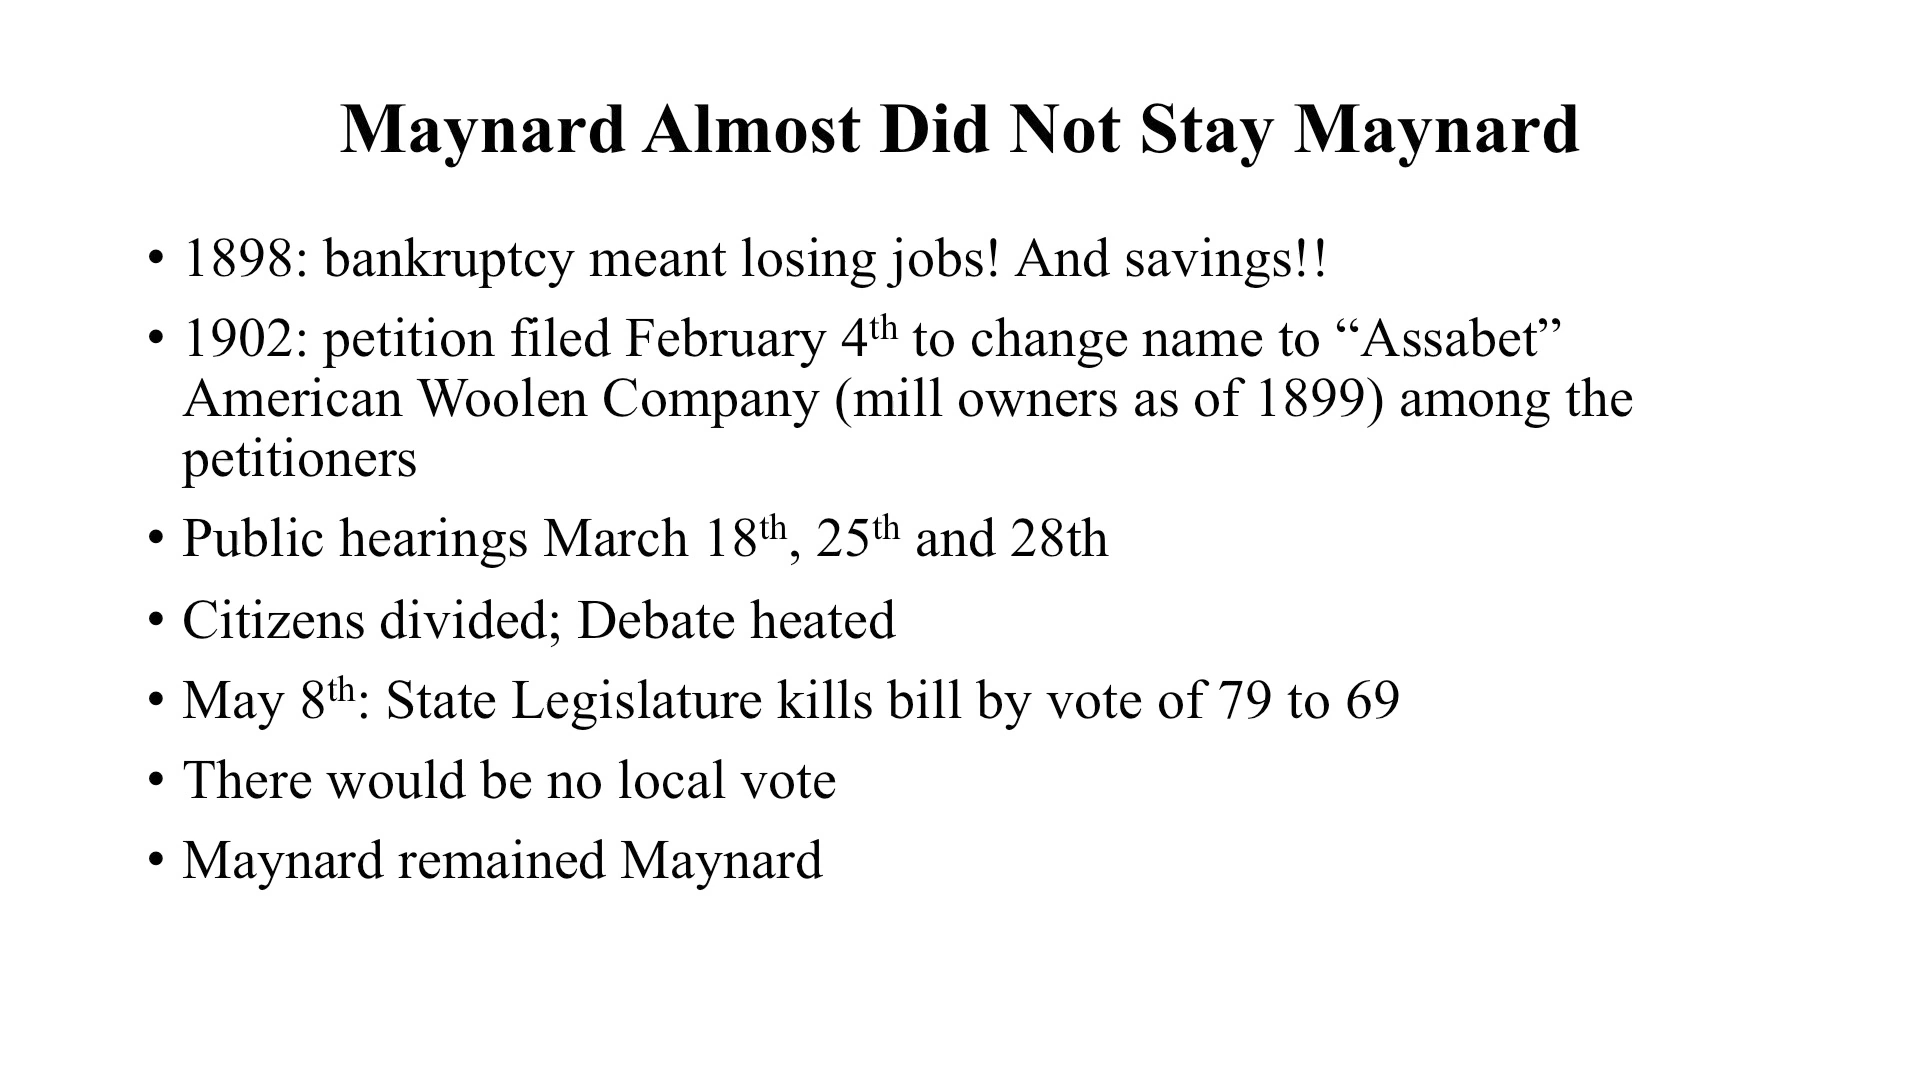 Maynard Almost Did Not Stay Maynard
• 1898: bankruptcy meant losing jobs! And savings!!
• 1902: petition filed February 4th to change name to “Assabet”
American Woolen Company (mill owners as of 1899) among the
petitioners
• Public hearings March 18th, 25th and 28th
• Citizens divided; Debate heated
• May 8th: State Legislature kills bill by vote of 79 to 69
• There would be no local vote
• Maynard remained Maynard